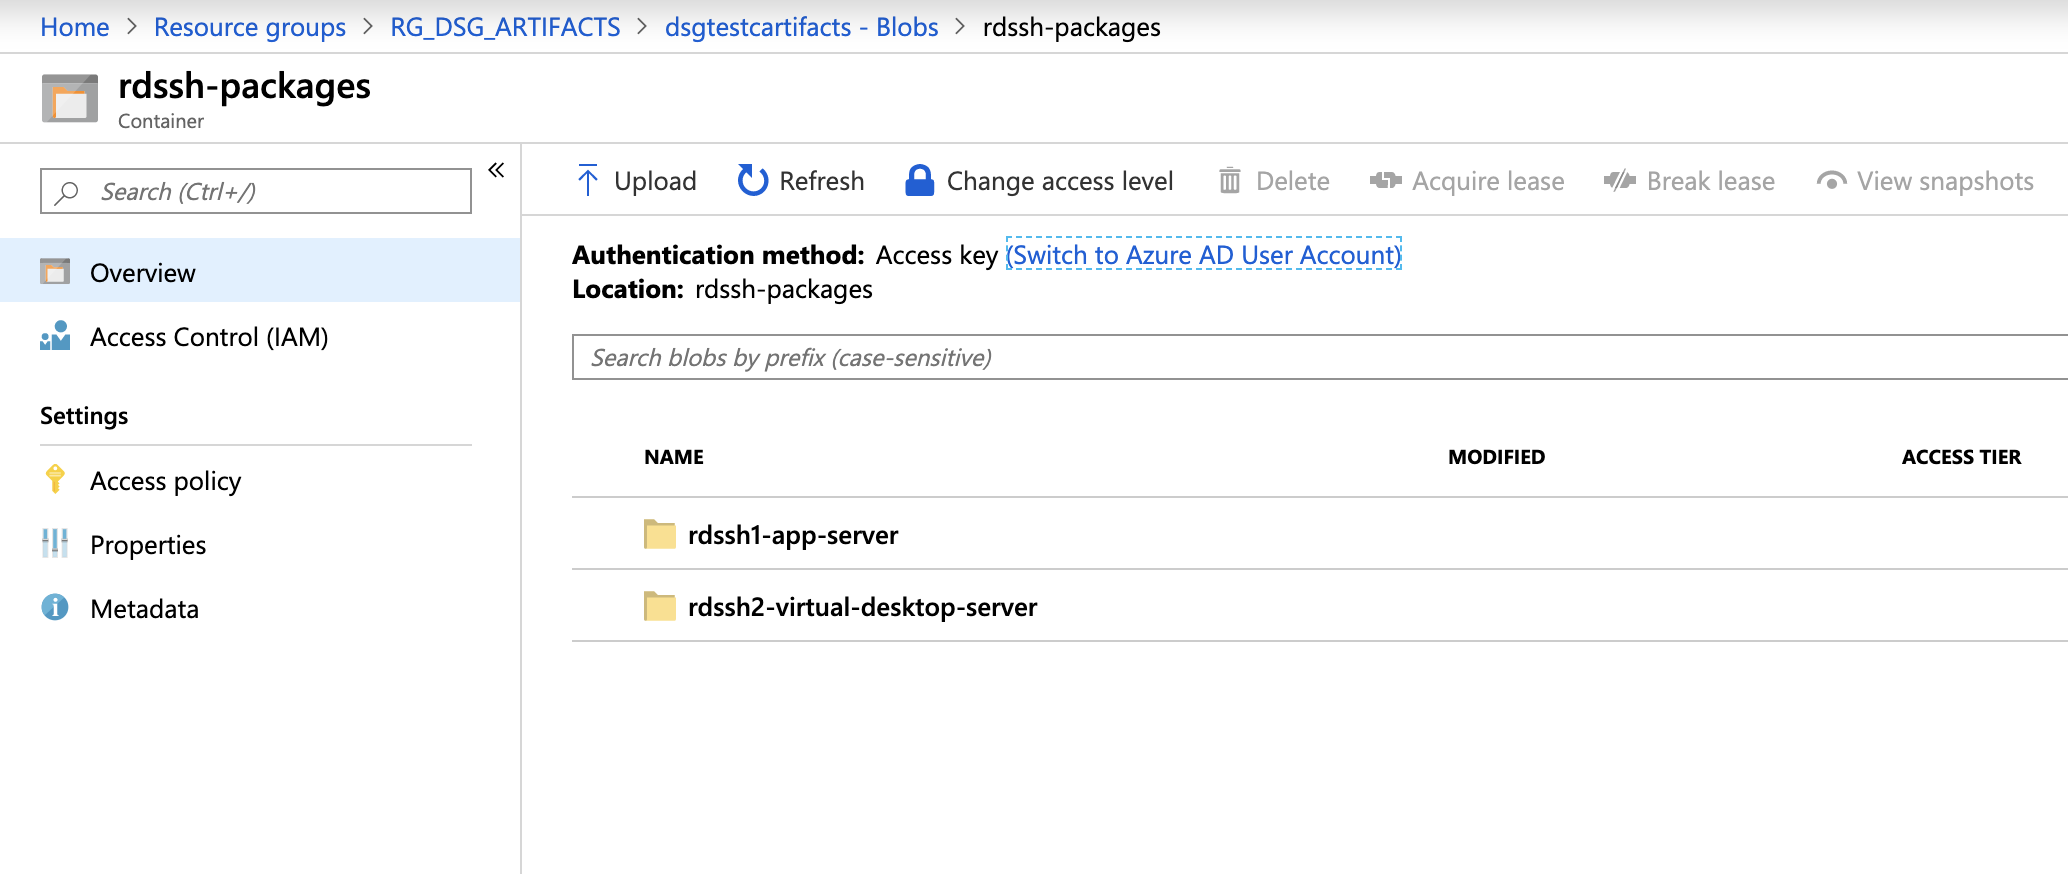 Home > Resource groups > RG_DSG_ARTIFACTS > dsgtestcartifacts - Blobs > rdssh-packages
rdssh-packages
Container
Search (Ctrl+/)
«
Overview
Access Control (IAM)
Settings
Access policy
Properties
Metadata
Upload Refresh Change access level Delete Acquire lease Break lease View snapshots
Authentication method: Access key (Switch to Azure AD User Account)
Location: rdssh-packages
Search blobs by prefix (case-sensitive)
NAME MODIFIED ACCESS TIER
rdssh1-app-server
rdssh2-virtual-desktop-server